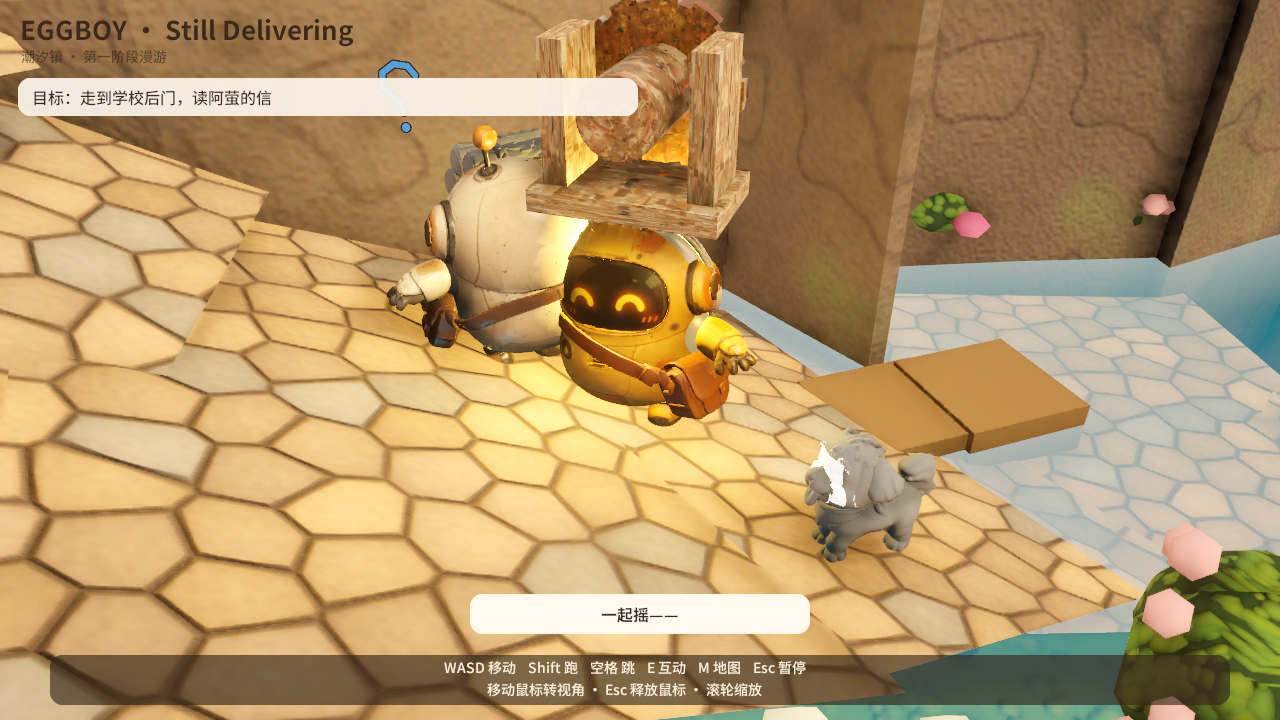 EGGBOY • Still Delivering
潮汐镇 • 第一阶段漫游
目标：走到学校后门，读阿萤的信
一起摇——
WASD 移动 Shift 跑 空格 跳 E 互动 M 地图 Esc 暂停
移动鼠标转视角 • Esc 释放鼠标 • 滚轮缩放